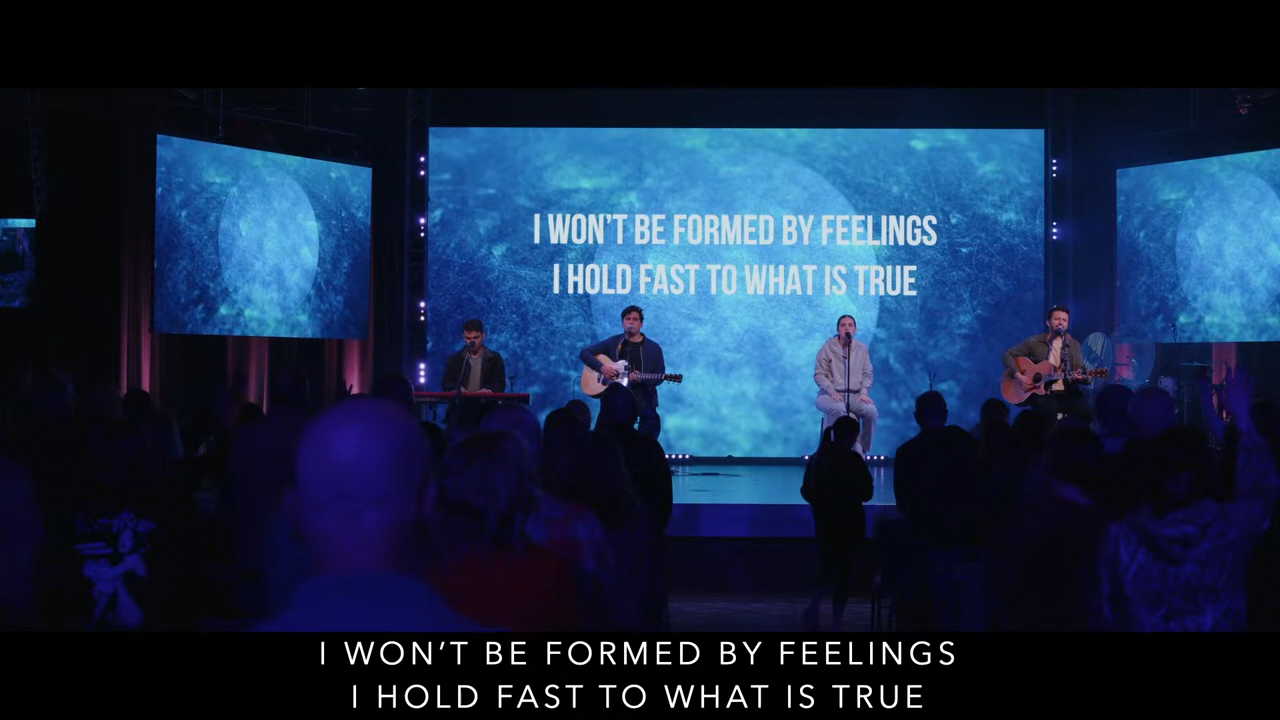 I WON'T BE FORMED BY FEELINGS
I HOLD FAST TO WHAT IS TRUE
I WON'T BE FORMED BY FEELINGS
I HOLD FAST TO WHAT IS TRUE